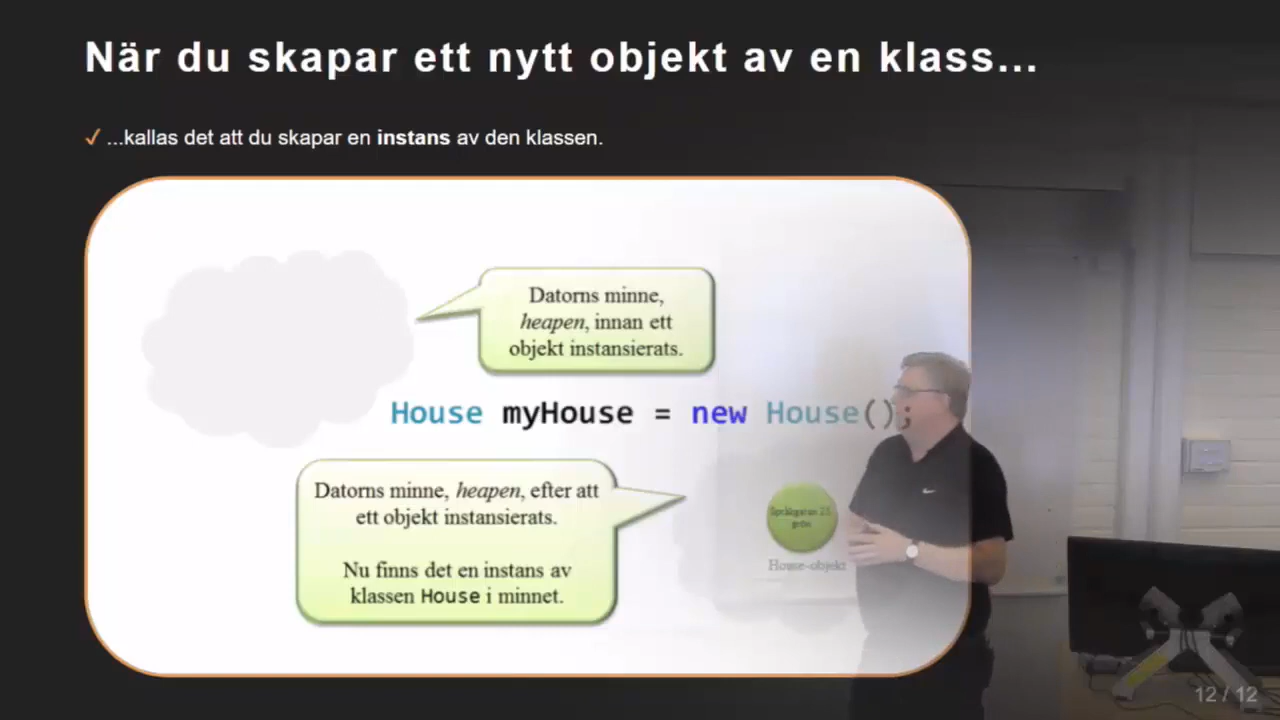 När du skapar ett nytt objekt av en klass...
✓ ...kallas det att du skapar en instans av den klassen.
Datorns minne,
heapen, innan ett
objekt instansierats.
House myHouse = new House();
Datorns minne, heapen, efter att
ett objekt instansierats.
Nu finns det en instans av
klassen House i minnet.
grön
House-objekt
12 / 12